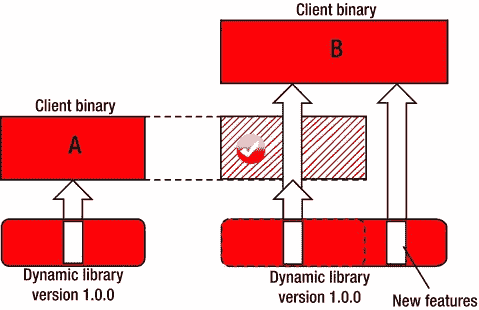 Client binary
B
Client binary
A
Dynamic library
version 1.0.0
Dynamic library
version 1.0.0
New features